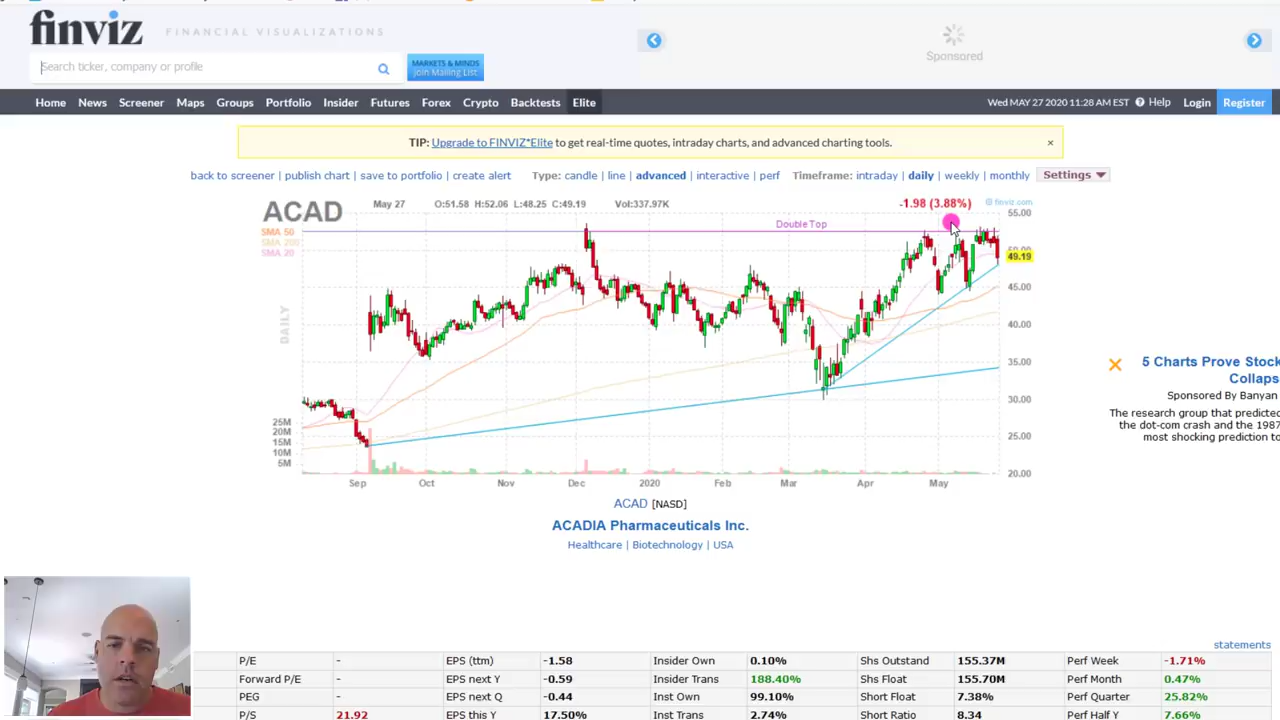 finviz FINANCIAL VISUALIZATIONS
Sponsored
Search ticker, company or profile
MARKETS & MINDS
Join Mailing List
Home News Screener Maps Groups Portfolio Insider Futures Forex Crypto Backtests Elite Wed MAY 27 2020 11:28 AM EST Help Login Register
TIP: Upgrade to FINVIZ*Elite to get real-time quotes, intraday charts, and advanced charting tools. ×
back to screener | publish chart | save to portfolio | create alert Type: candle | line | advanced | interactive | perf Timeframe: intraday | daily | weekly | monthly Settings
ACAD May 27 O:51.58 H:52.06 L:48.25 C:49.19 Vol:337.97K -1.98 (3.88%) © finviz.com
55.00
Double Top
SMA 50
SMA 200
SMA 20
50.00
49.19
45.00
DAILY
40.00
35.00
30.00
25.00
20.00
25M
20M
15M
10M
5M
Sep Oct Nov Dec 2020 Feb Mar Apr May
5 Charts Prove Stock
Collaps
Sponsored By Banyan
The research group that predicted
the dot-com crash and the 1987
most shocking prediction to
ACAD [NASD]
ACADIA Pharmaceuticals Inc.
Healthcare | Biotechnology | USA
statements
P/E - EPS (ttm) -1.58 Insider Own 0.10% Shs Outstand 155.37M Perf Week -1.71%
Forward P/E - EPS next Y -0.59 Insider Trans 188.40% Shs Float 155.70M Perf Month 0.47%
PEG - EPS next Q -0.44 Inst Own 99.10% Short Float 7.38% Perf Quarter 25.82%
P/S 21.92 EPS this Y 17.50% Inst Trans 2.74% Short Ratio 8.34 Perf Half Y 7.66%